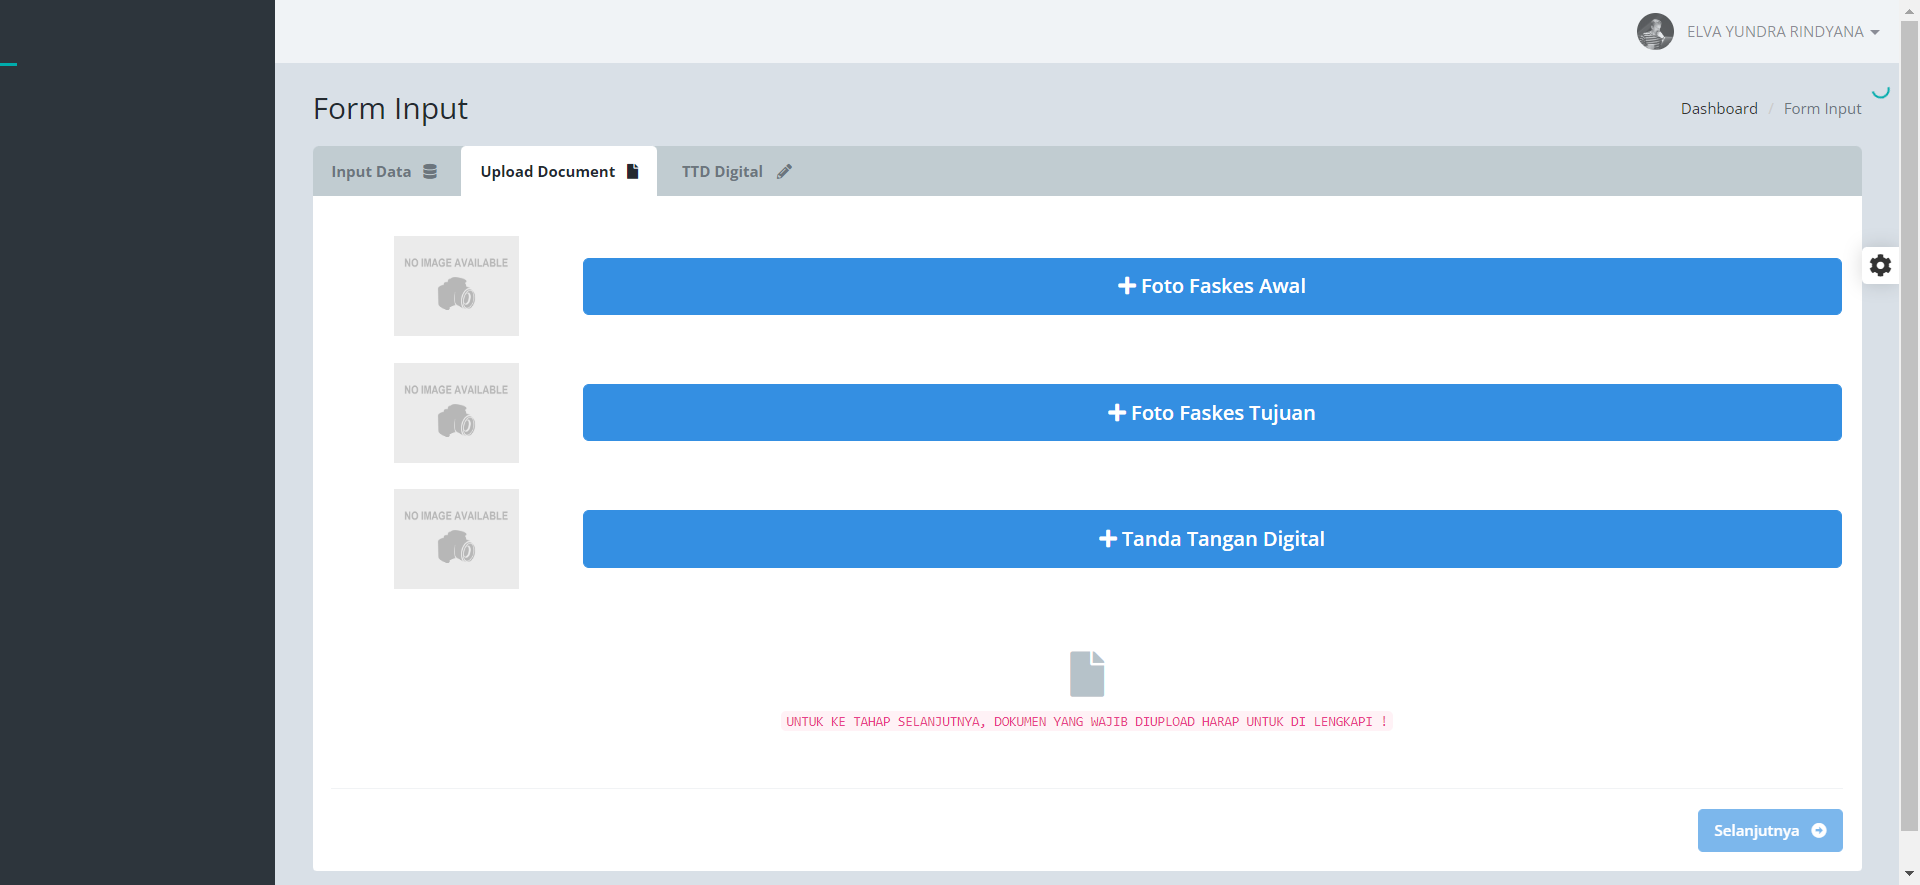 ELVA YUNDRA RINDYANA
Form Input
Dashboard / Form Input
Input Data
Upload Document
TTD Digital
NO IMAGE AVAILABLE
Foto Faskes Awal
NO IMAGE AVAILABLE
Foto Faskes Tujuan
NO IMAGE AVAILABLE
Tanda Tangan Digital
UNTUK KE TAHAP SELANJUTNYA, DOKUMEN YANG WAJIB DIUPLOAD HARAP UNTUK DI LENGKAPI !
Selanjutnya